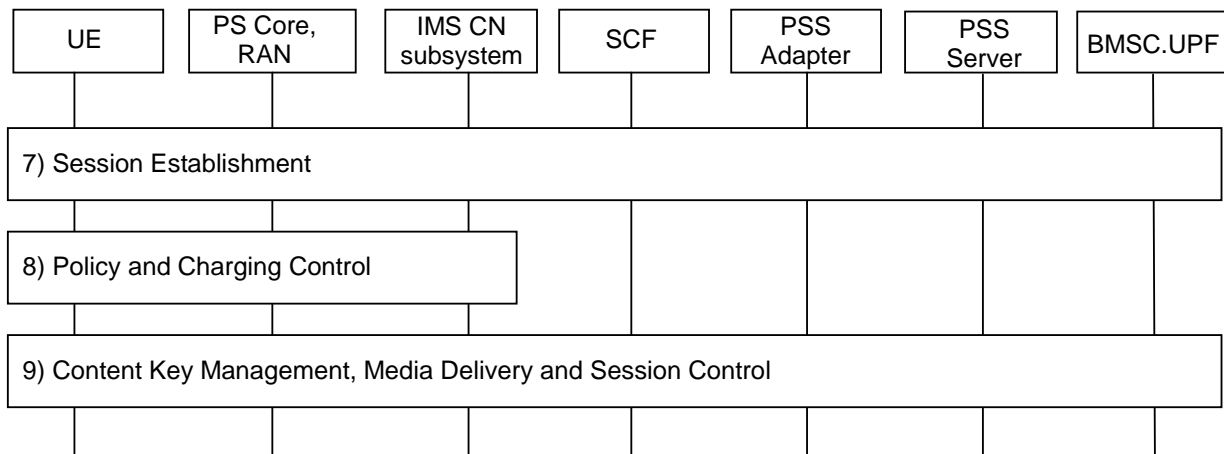 UE
PS Core,
RAN
IMS CN
subsystem
SCF
PSS
Adapter
PSS
Server
BMSC.UPF
7) Session Establishment
8) Policy and Charging Control
9) Content Key Management, Media Delivery and Session Control